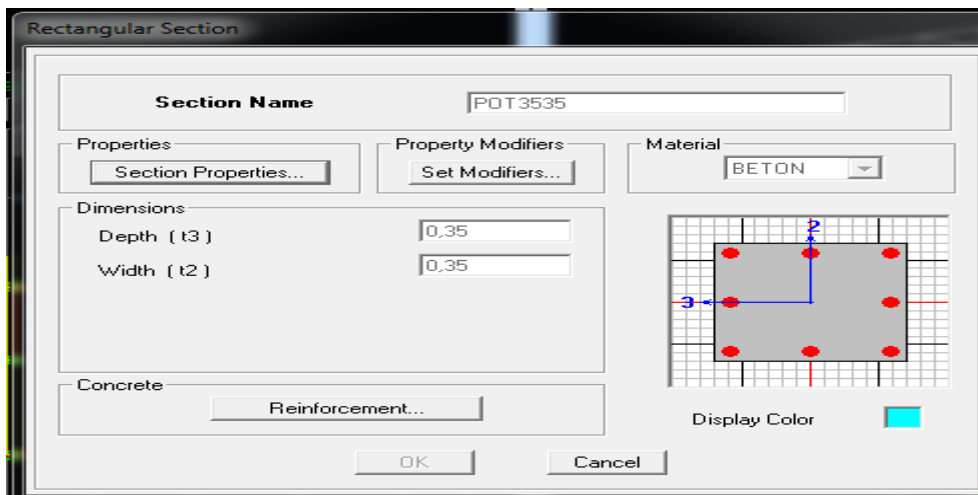 Rectangular Section
Section Name POT3535
Properties Property Modifiers Material
Section Properties... Set Modifiers... BETON
Dimensions
Depth ( t3 ) 0,35
Width ( t2 ) 0,35
2
3
Concrete
Reinforcement...
Display Color
OK Cancel